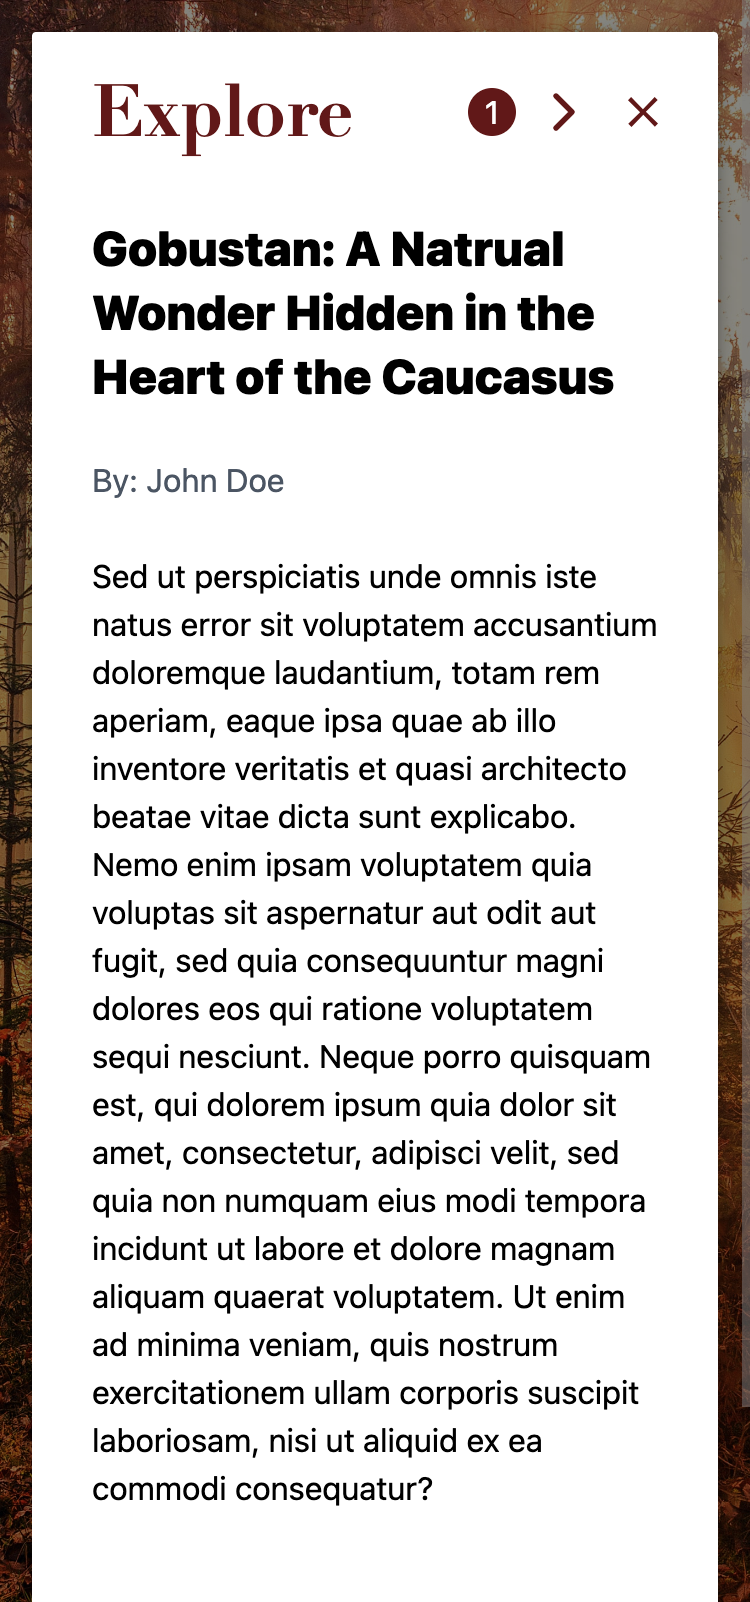 Explore
1
Gobustan: A Natrual
Wonder Hidden in the
Heart of the Caucasus
By: John Doe
Sed ut perspiciatis unde omnis iste
natus error sit voluptatem accusantium
doloremque laudantium, totam rem
aperiam, eaque ipsa quae ab illo
inventore veritatis et quasi architecto
beatae vitae dicta sunt explicabo.
Nemo enim ipsam voluptatem quia
voluptas sit aspernatur aut odit aut
fugit, sed quia consequuntur magni
dolores eos qui ratione voluptatem
sequi nesciunt. Neque porro quisquam
est, qui dolorem ipsum quia dolor sit
amet, consectetur, adipisci velit, sed
quia non numquam eius modi tempora
incidunt ut labore et dolore magnam
aliquam quaerat voluptatem. Ut enim
ad minima veniam, quis nostrum
exercitationem ullam corporis suscipit
laboriosam, nisi ut aliquid ex ea
commodi consequatur?